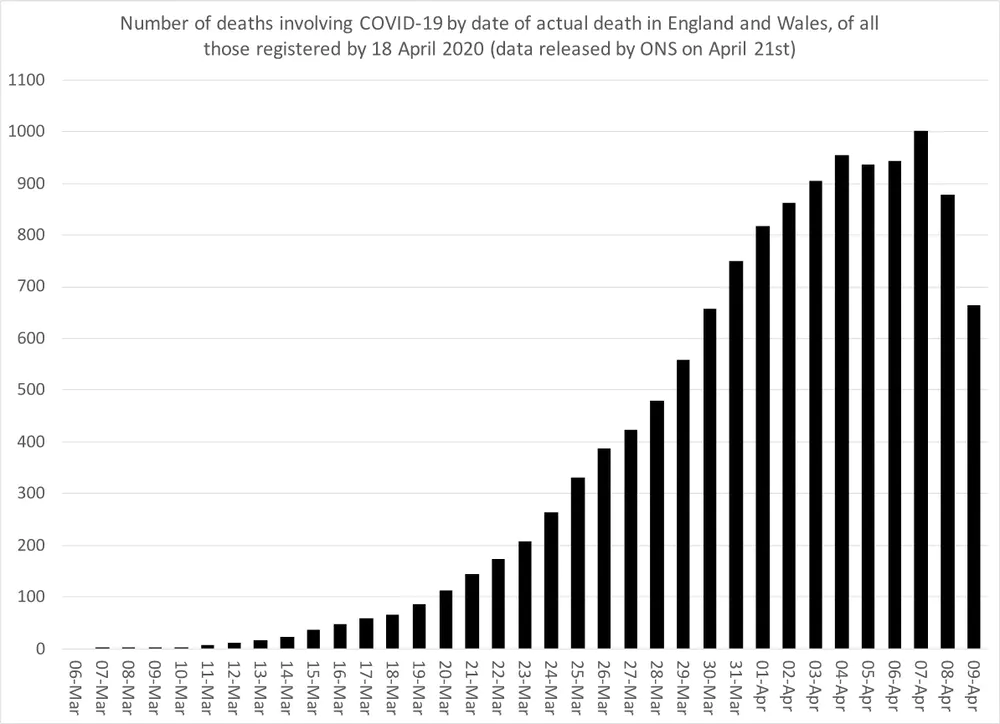 Number of deaths involving COVID-19 by date of actual death in England and Wales, of all
those registered by 18 April 2020 (data released by ONS on April 21st)
1100
1000
900
800
700
600
500
400
300
200
100
0
06-Mar
07-Mar
08-Mar
09-Mar
10-Mar
11-Mar
12-Mar
13-Mar
14-Mar
15-Mar
16-Mar
17-Mar
18-Mar
19-Mar
20-Mar
21-Mar
22-Mar
23-Mar
24-Mar
25-Mar
26-Mar
27-Mar
28-Mar
29-Mar
30-Mar
31-Mar
01-Apr
02-Apr
03-Apr
04-Apr
05-Apr
06-Apr
07-Apr
08-Apr
09-Apr